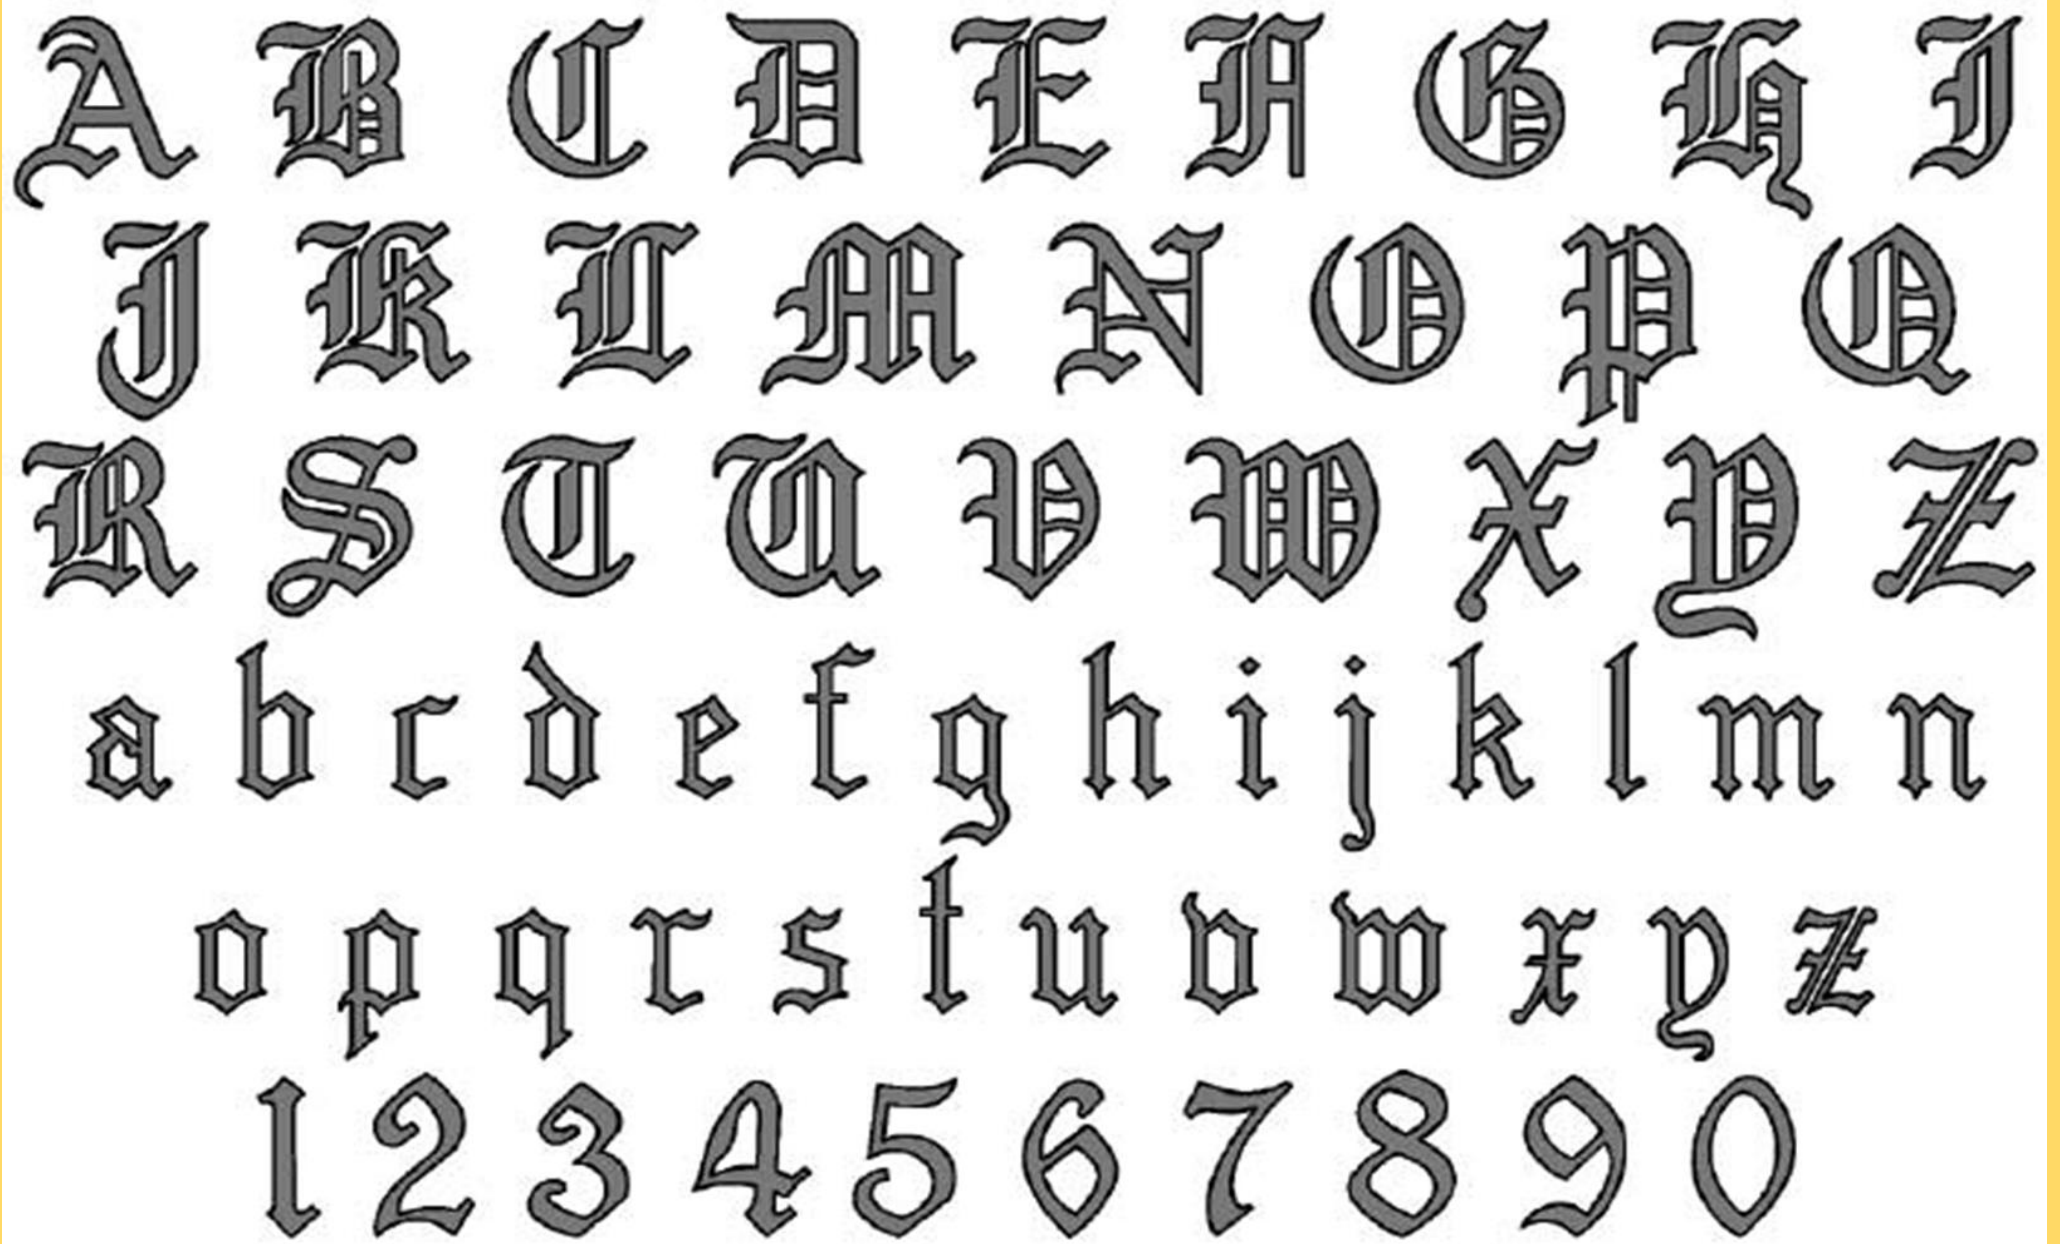 A B C D E F G H I
J K L M N O P Q
R S T U V W X Y Z
a b c d e f g h i j k l m n
o p q r s t u v w x y z
1 2 3 4 5 6 7 8 9 0